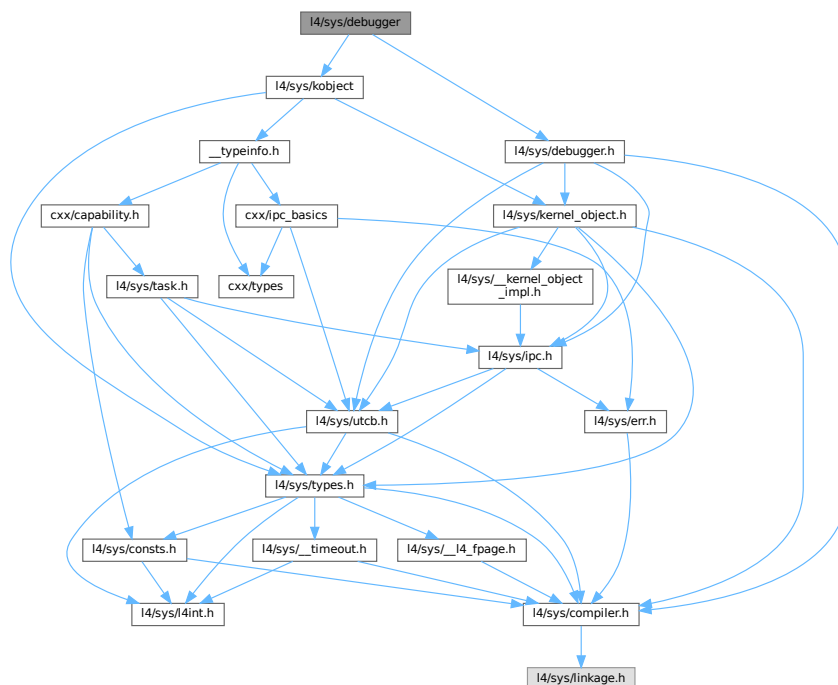 l4/sys/debugger
l4/sys/kobject
__typeinfo.h
l4/sys/debugger.h
cxx/capability.h
cxx/ipc_basics
l4/sys/kernel_object.h
l4/sys/task.h
cxx/types
l4/sys/__kernel_object
_impl.h
l4/sys/ipc.h
l4/sys/utcb.h
l4/sys/err.h
l4/sys/types.h
l4/sys/consts.h
l4/sys/__timeout.h
l4/sys/__l4_fpage.h
l4/sys/l4int.h
l4/sys/compiler.h
l4/sys/linkage.h